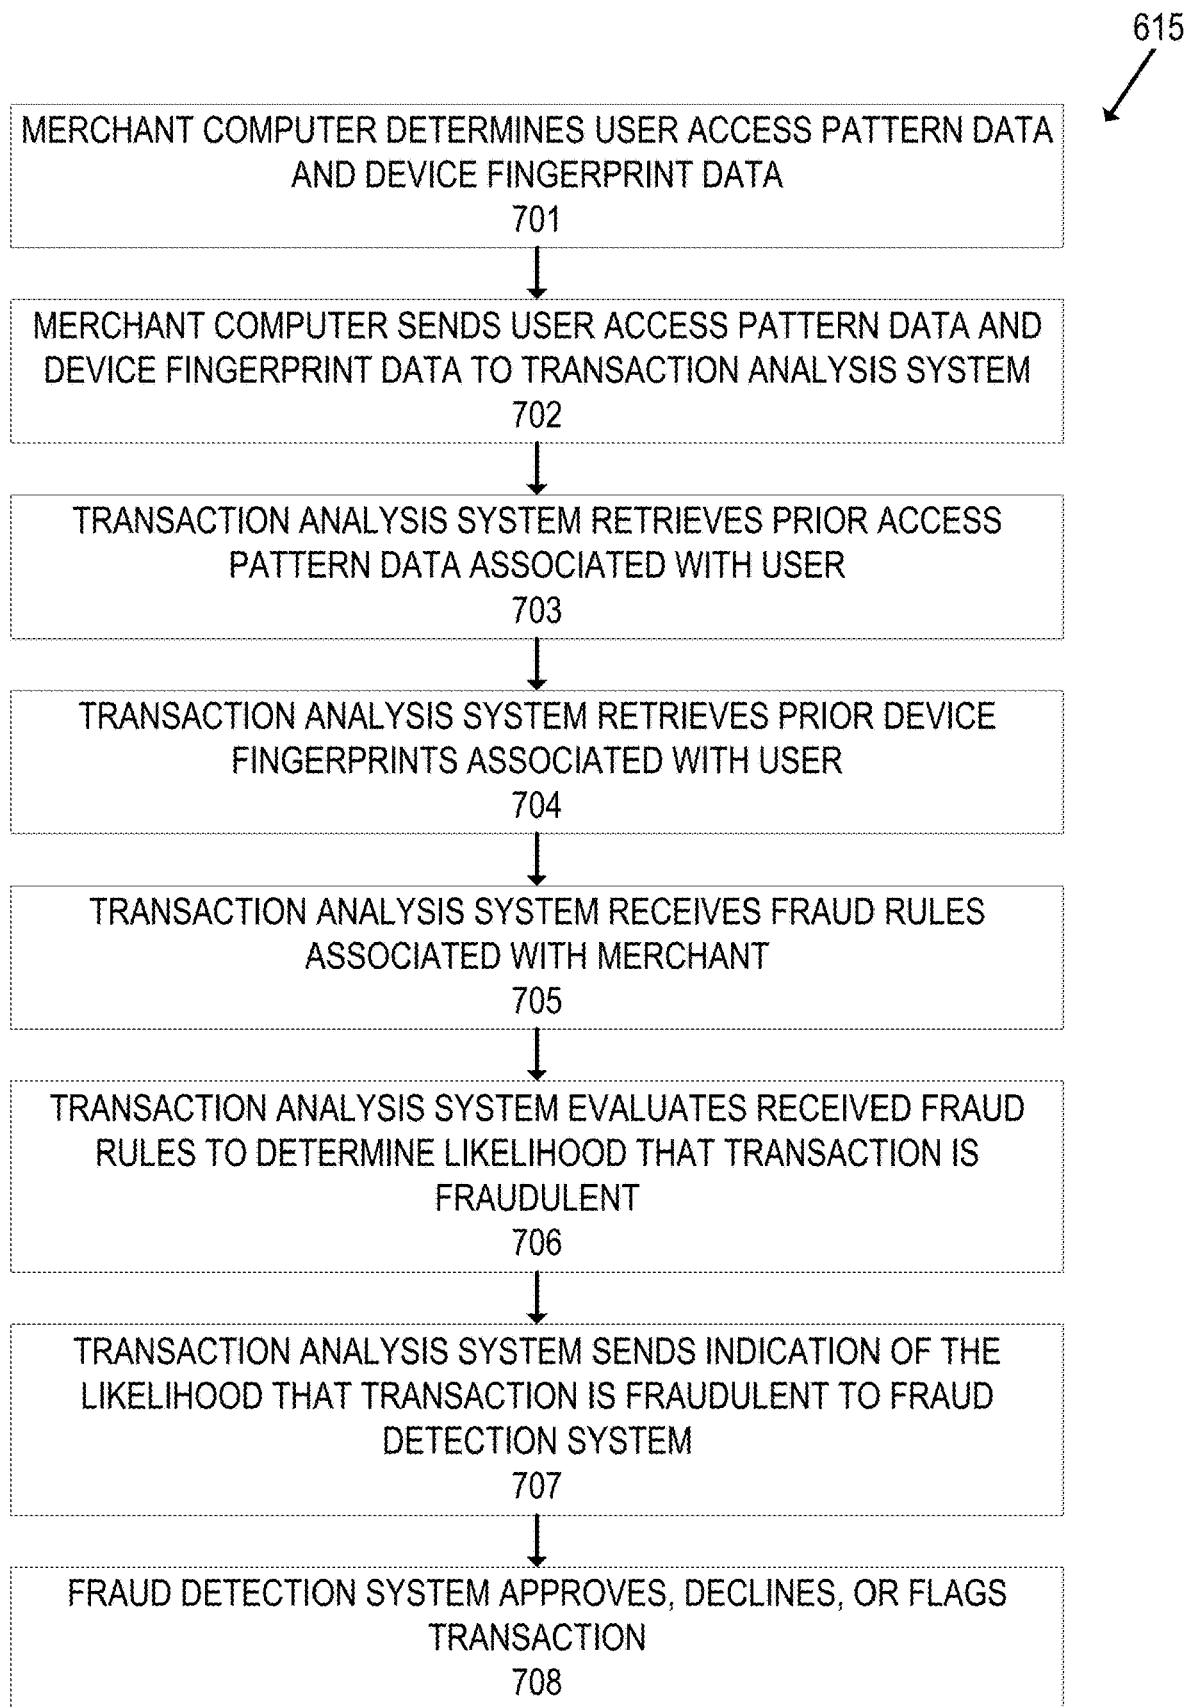 615
MERCHANT COMPUTER DETERMINES USER ACCESS PATTERN DATA
AND DEVICE FINGERPRINT DATA
701
MERCHANT COMPUTER SENDS USER ACCESS PATTERN DATA AND
DEVICE FINGERPRINT DATA TO TRANSACTION ANALYSIS SYSTEM
702
TRANSACTION ANALYSIS SYSTEM RETRIEVES PRIOR ACCESS
PATTERN DATA ASSOCIATED WITH USER
703
TRANSACTION ANALYSIS SYSTEM RETRIEVES PRIOR DEVICE
FINGERPRINTS ASSOCIATED WITH USER
704
TRANSACTION ANALYSIS SYSTEM RECEIVES FRAUD RULES
ASSOCIATED WITH MERCHANT
705
TRANSACTION ANALYSIS SYSTEM EVALUATES RECEIVED FRAUD
RULES TO DETERMINE LIKELIHOOD THAT TRANSACTION IS
FRAUDULENT
706
TRANSACTION ANALYSIS SYSTEM SENDS INDICATION OF THE
LIKELIHOOD THAT TRANSACTION IS FRAUDULENT TO FRAUD
DETECTION SYSTEM
707
FRAUD DETECTION SYSTEM APPROVES, DECLINES, OR FLAGS
TRANSACTION
708